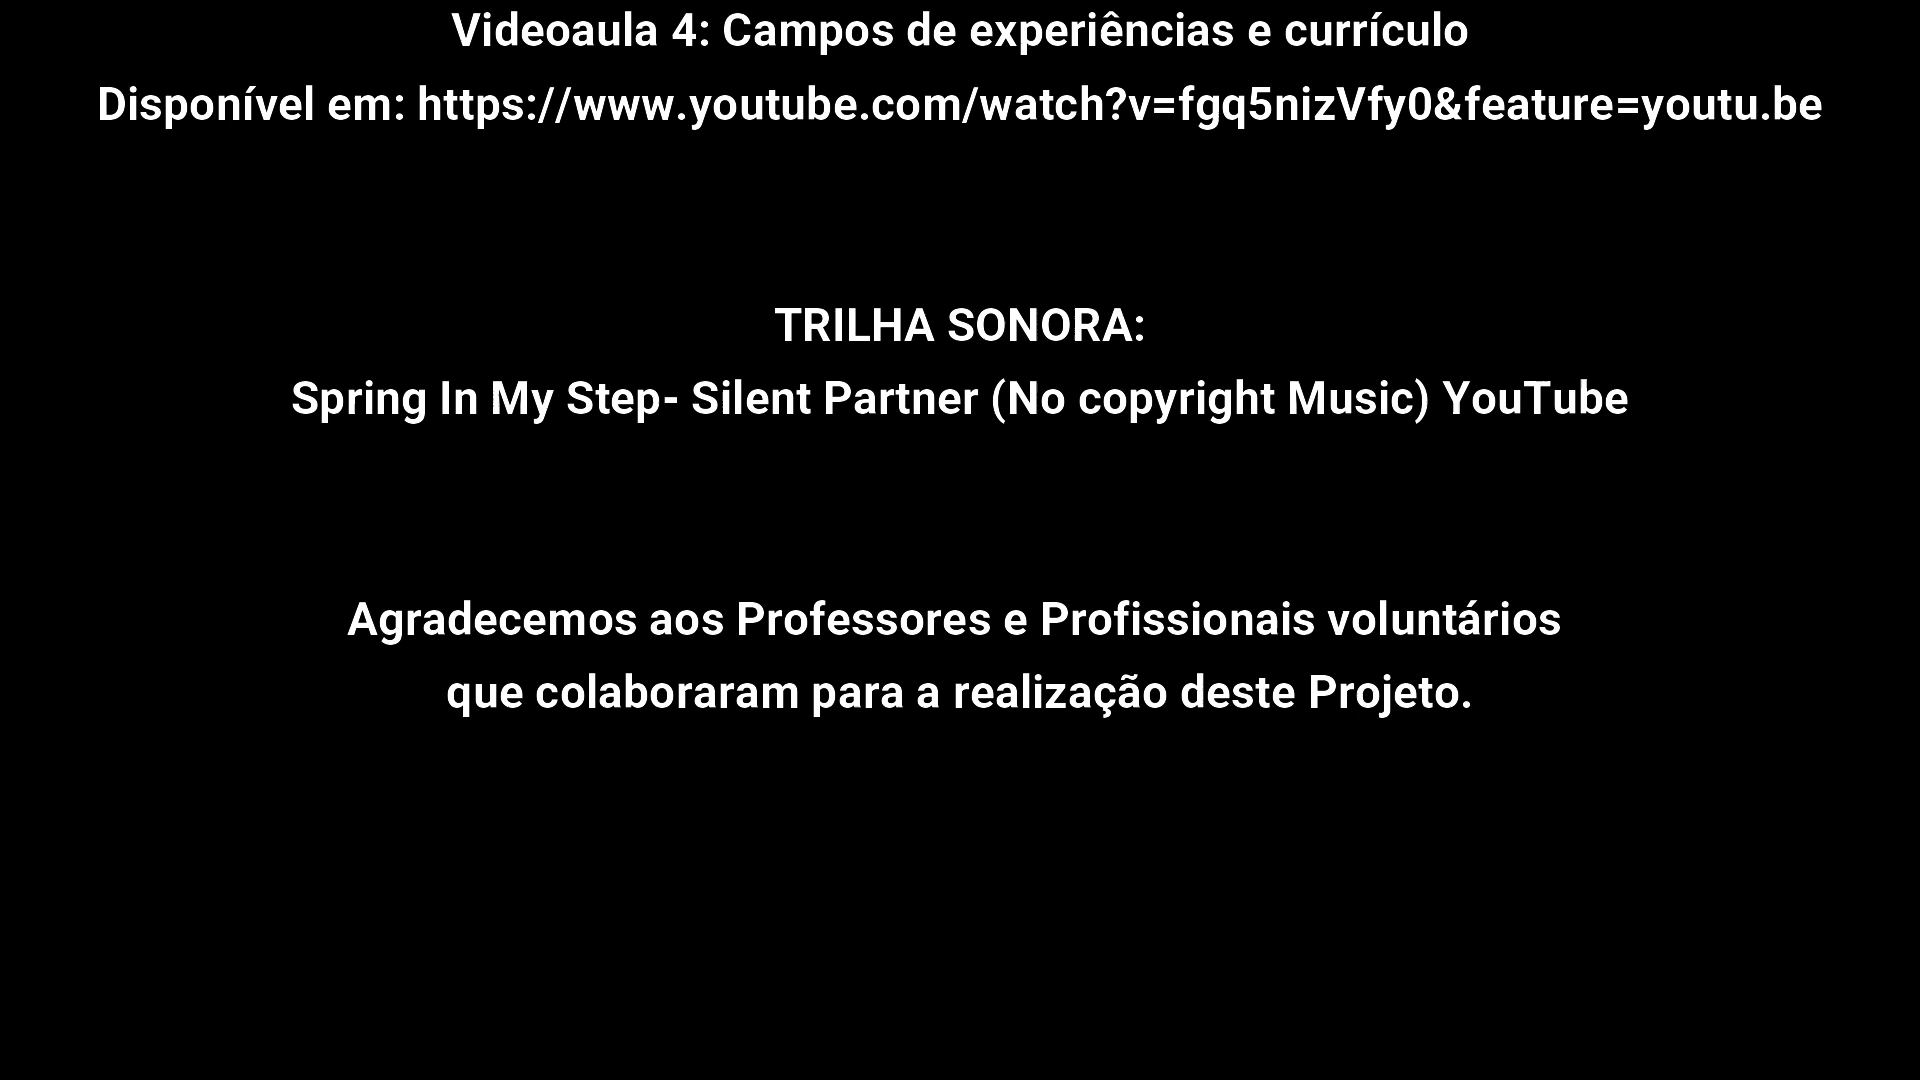 Videoaula 4: Campos de experiências e currículo
Disponível em: https://www.youtube.com/watch?v=fgq5nizVfy0&feature=youtu.be
TRILHA SONORA:
Spring In My Step- Silent Partner (No copyright Music) YouTube
Agradecemos aos Professores e Profissionais voluntários
que colaboraram para a realização deste Projeto.